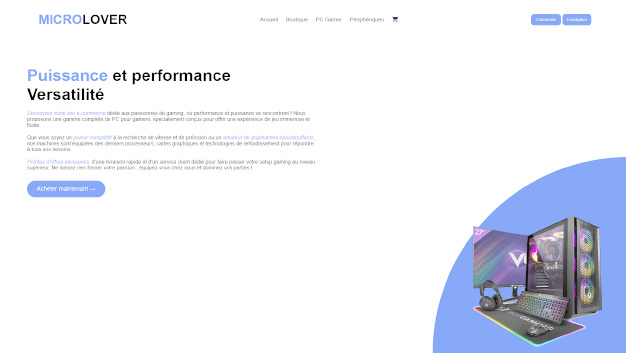 MICROLOVER
Accueil Boutique PC Gamer Périphériques
Connexion Inscription
Puissance et performance
Versatilité
Découvrez notre site e-commerce dédié aux passionnés de gaming, où performance et puissance se rencontrent ! Nous
proposons une gamme complète de PC pour gamers, spécialement conçus pour offrir une expérience de jeu immersive et
fluide.
Que vous soyez un joueur compétitif à la recherche de vitesse et de précision ou un amateur de graphismes époustouflants,
nos machines sont équipées des derniers processeurs, cartes graphiques et technologies de refroidissement pour répondre
à tous vos besoins.
Profitez d'offres exclusives, d'une livraison rapide et d'un service client dédié pour faire passer votre setup gaming au niveau
supérieur. Ne laissez rien freiner votre passion : équipez-vous chez nous et dominez vos parties !
Acheter maintenant →
27"